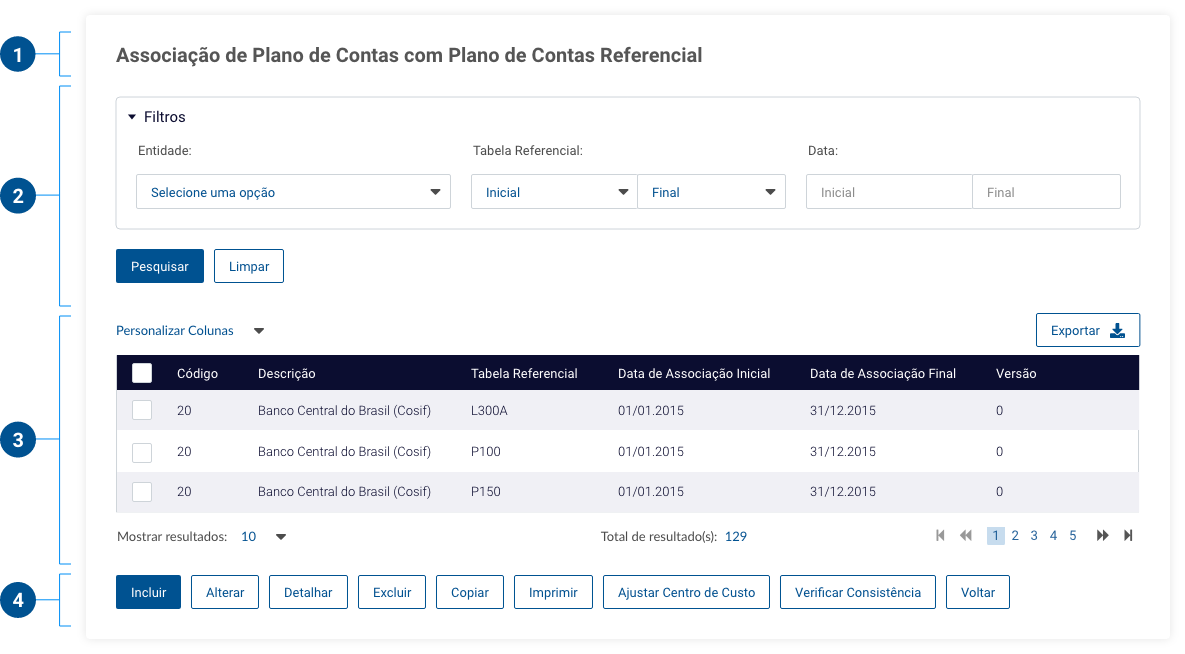 1
Associação de Plano de Contas com Plano de Contas Referencial
2
Filtros
Entidade: Tabela Referencial: Data:
Selecione uma opção Inicial Final Inicial Final
Pesquisar Limpar
3
Personalizar Colunas Exportar
Código Descrição Tabela Referencial Data de Associação Inicial Data de Associação Final Versão
20 Banco Central do Brasil (Cosif) L300A 01/01.2015 31/12.2015 0
20 Banco Central do Brasil (Cosif) P100 01/01.2015 31/12.2015 0
20 Banco Central do Brasil (Cosif) P150 01/01.2015 31/12.2015 0
Mostrar resultados: 10 Total de resultado(s): 129 1 2 3 4 5
4
Incluir Alterar Detalhar Excluir Copiar Imprimir Ajustar Centro de Custo Verificar Consistência Voltar